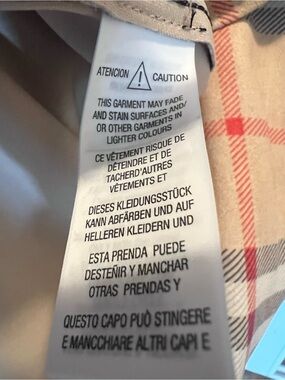 ATENCION ! CAUTION
THIS GARMENT MAY FADE
AND STAIN SURFACES AND/
OR OTHER GARMENTS IN
LIGHTER COLOURS
CE VÊTEMENT RISQUE DE
DÉTEINDRE ET DE
TACHERD'AUTRES
VÊTEMENTS ET
DIESES KLEIDUNGSSTÜCK
KANN ABFÄRBEN UND AUF
HELLEREN KLEIDERN UND
ESTA PRENDA PUEDE
DESTEÑIR Y MANCHAR
OTRAS PRENDAS Y
QUESTO CAPO PUÒ STINGERE
E MANCCHIARE ALTRI CAPI E